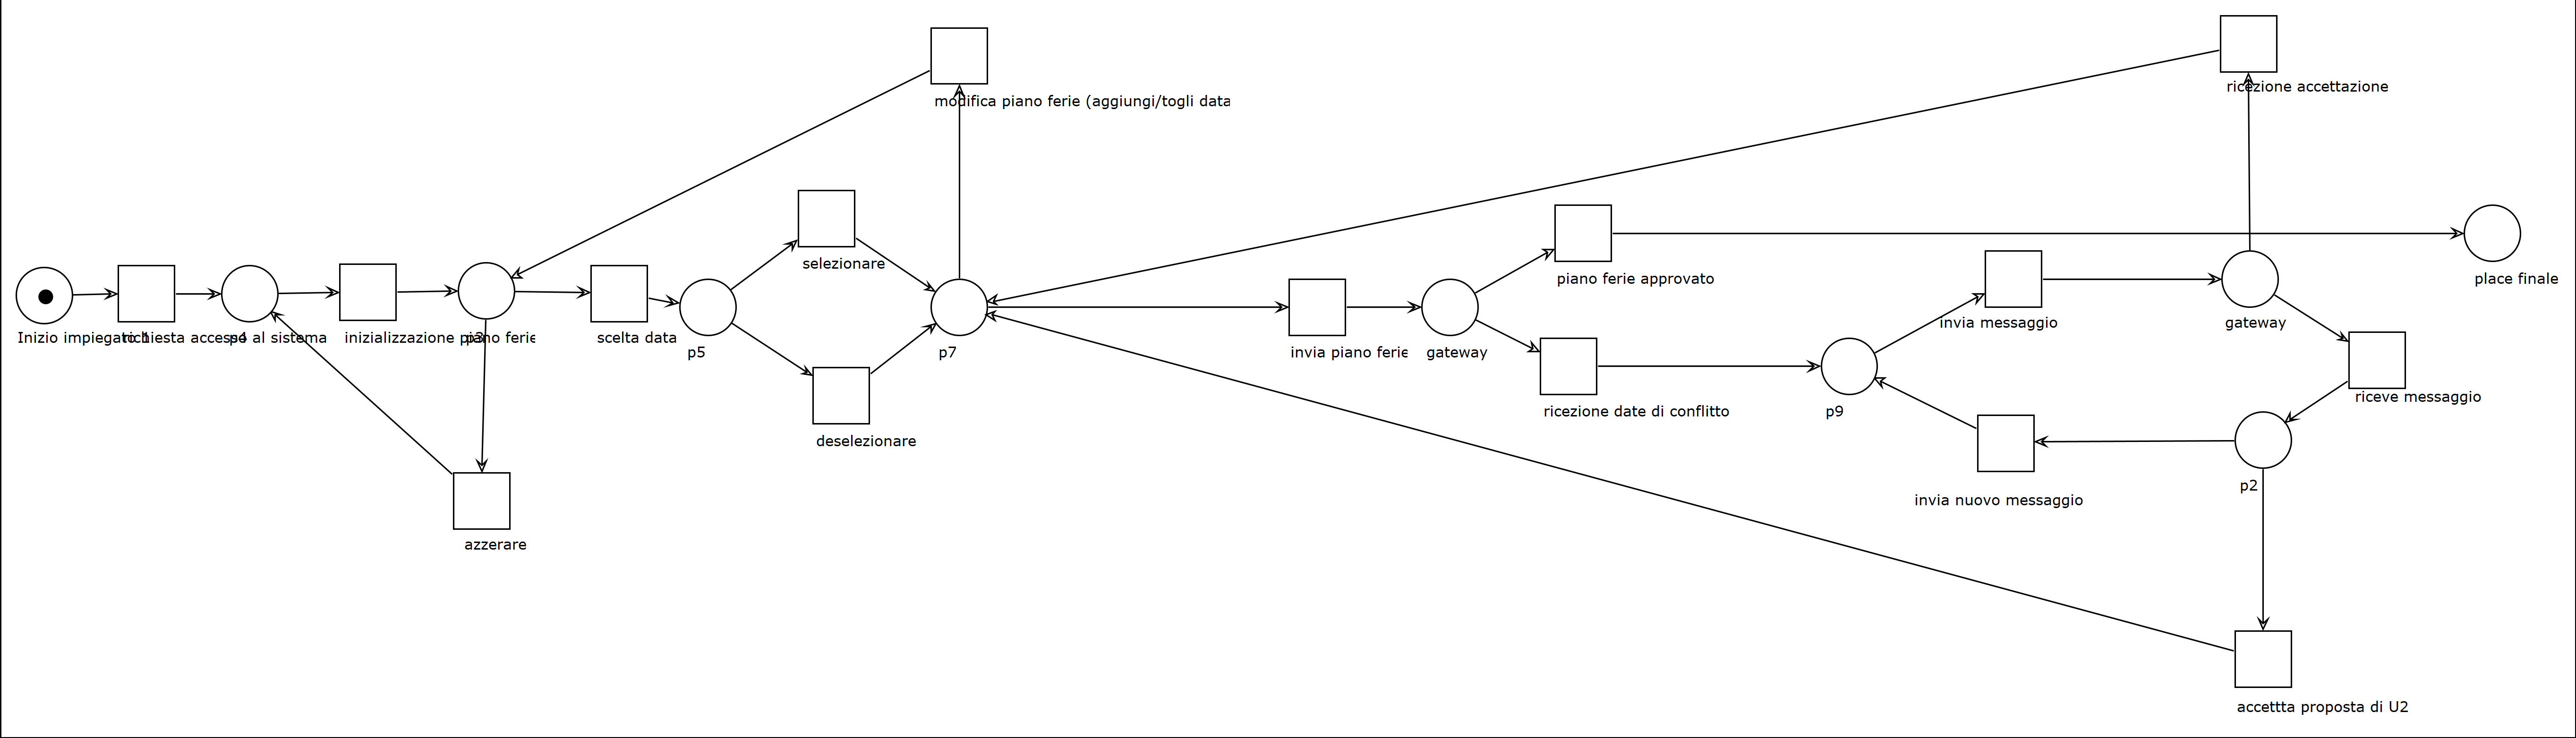 ricezione accettazione
modifica piano ferie (aggiungi/togli data
selezionare
piano ferie approvato
place finale
invia messaggio
gateway
Inizio impiegato 1
richiesta accesso al sistema
p4
inizializzazione piano ferie
p3
scelta data
p5
p7
invia piano ferie
gateway
riceve messaggio
ricezione date di conflitto
p9
deselezionare
p2
invia nuovo messaggio
azzerare
accettta proposta di U2